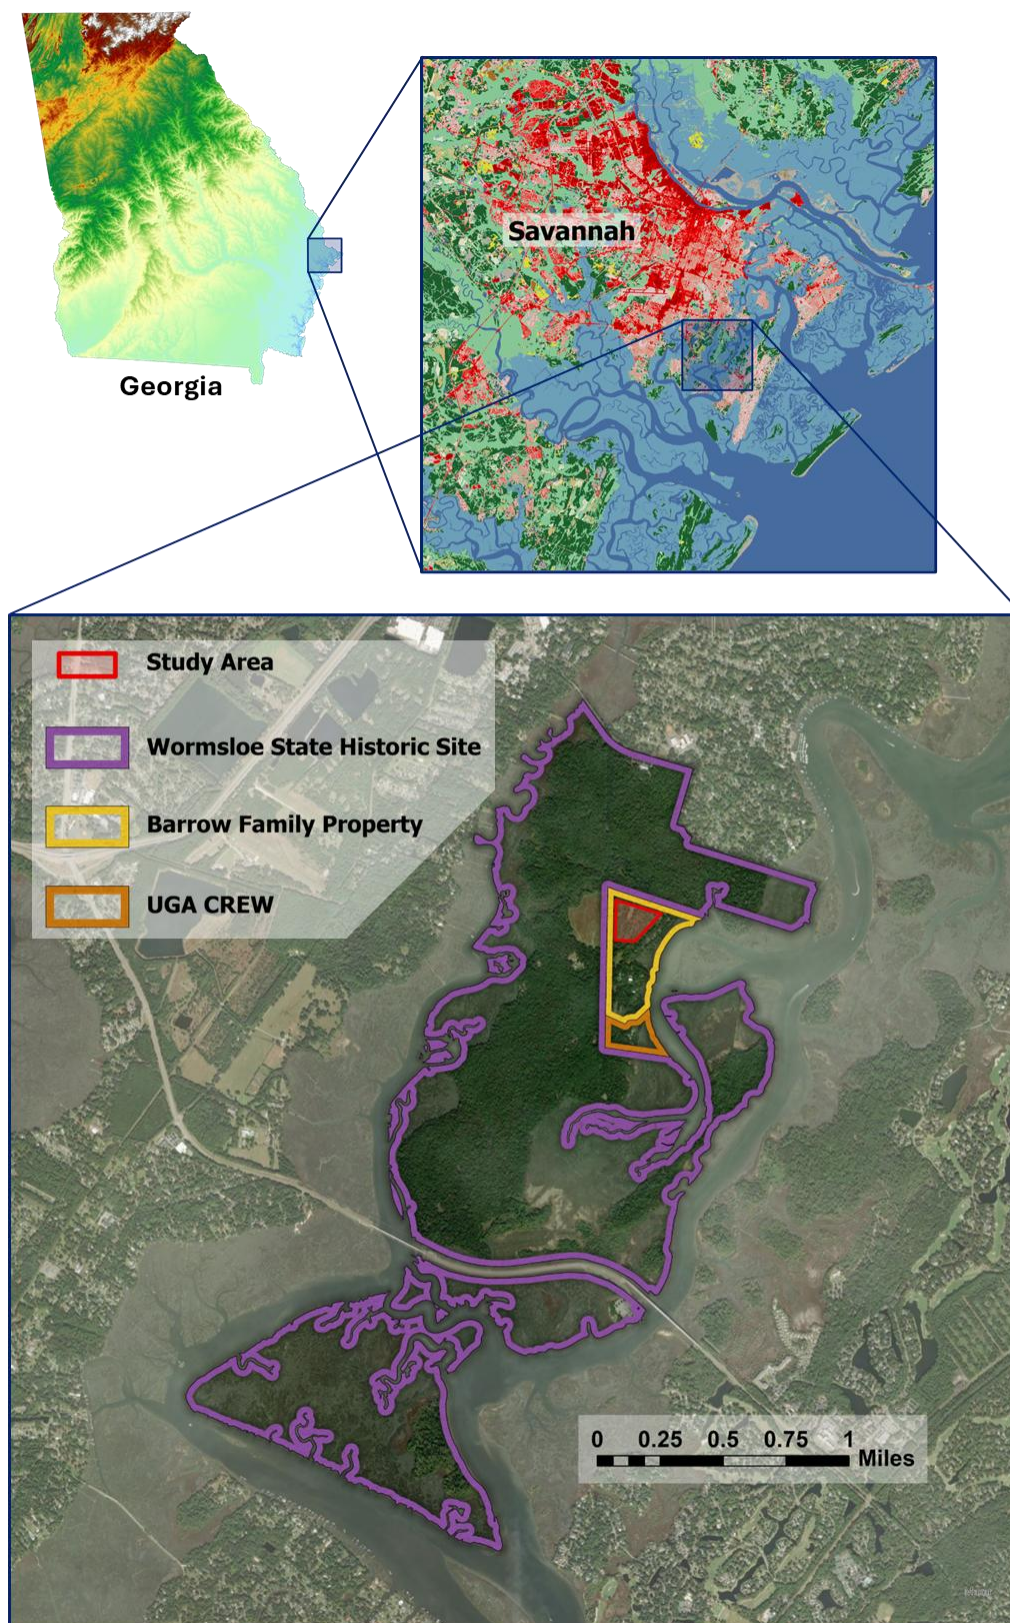 Georgia
Savannah
Study Area
Wormsloe State Historic Site
Barrow Family Property
UGA CREW
0 0.25 0.5 0.75 1
Miles